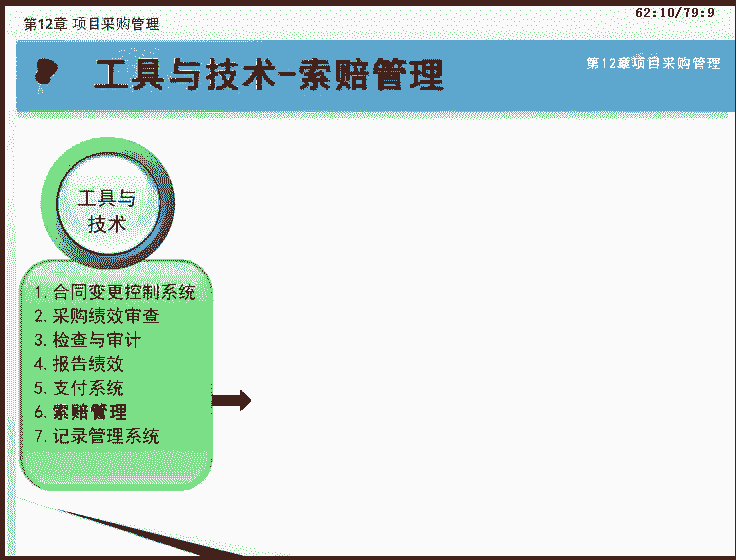 第12章 项目采购管理
62:10/79:9
工具与技术-索赔管理
第12章项目采购管理
工具与
技术
1. 合同变更控制系统
2. 采购绩效审查
3. 检查与审计
4. 报告绩效
5. 支付系统
6. 索赔管理
7. 记录管理系统